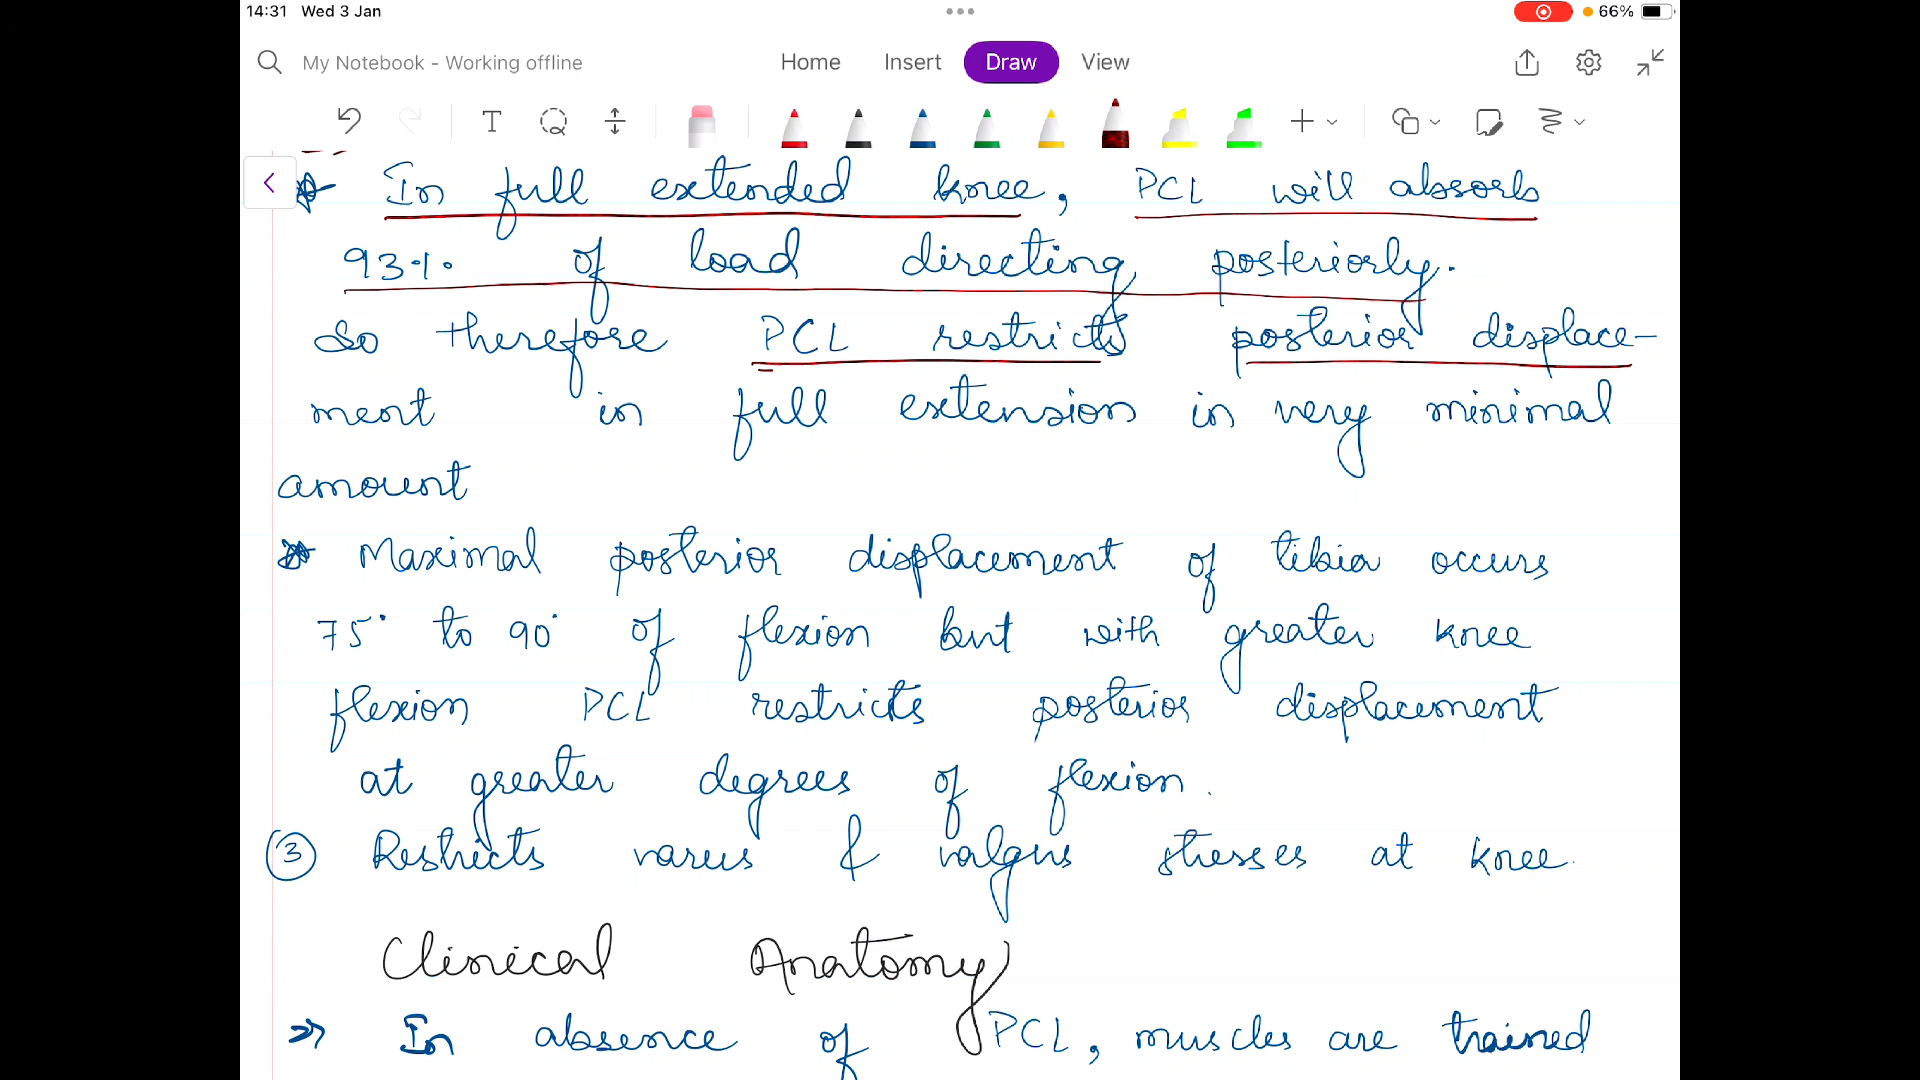 14:31 Wed 3 Jan
66%
My Notebook - Working offline
Home Insert Draw View
In full extended knee, PCL will absorb
93% of load directing posteriorly.
So therefore PCL restricts posterior displace-
ment in full extension in very minimal
amount
Maximal posterior displacement of tibia occurs
75° to 90° of flexion but with greater knee
flexion PCL restricts posterior displacement
at greater degrees of flexion.
③ Restricts varus & valgus stresses at knee.
Clinical Anatomy
In absence of PCL, muscles are trained